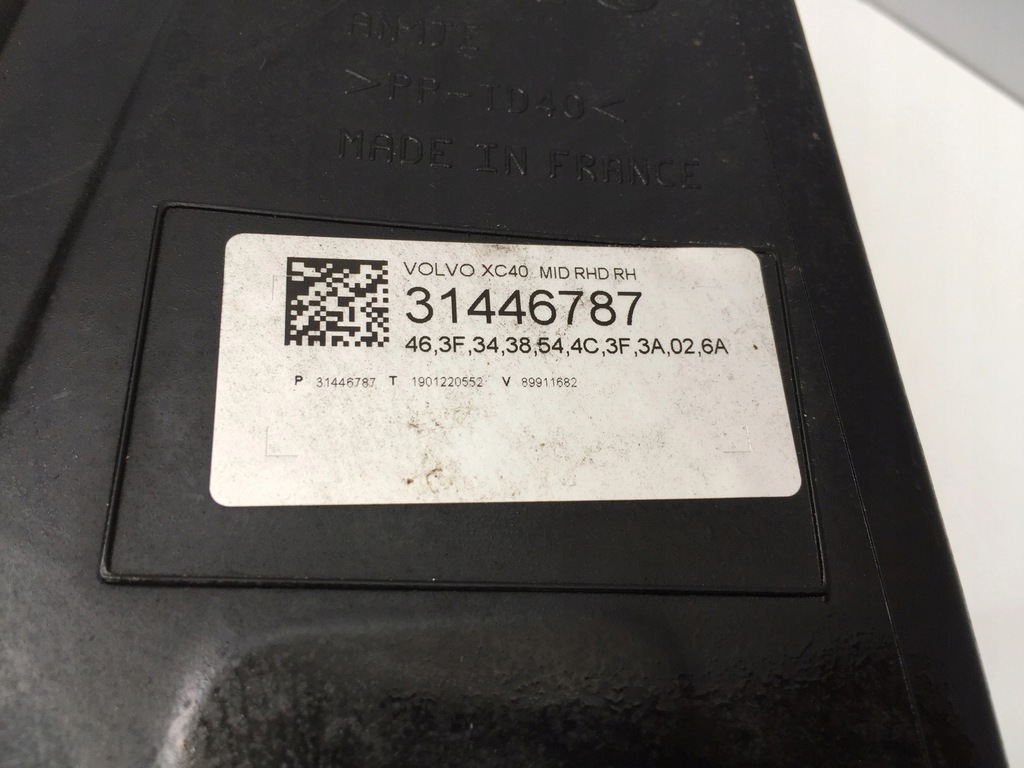 >PP-TD40<
MADE IN FRANCE
VOLVO XC40 MID RHD RH
31446787
46,3F,34,38,54,4C,3F,3A,02,6A
P 31446787 T 1901220552 V 89911682